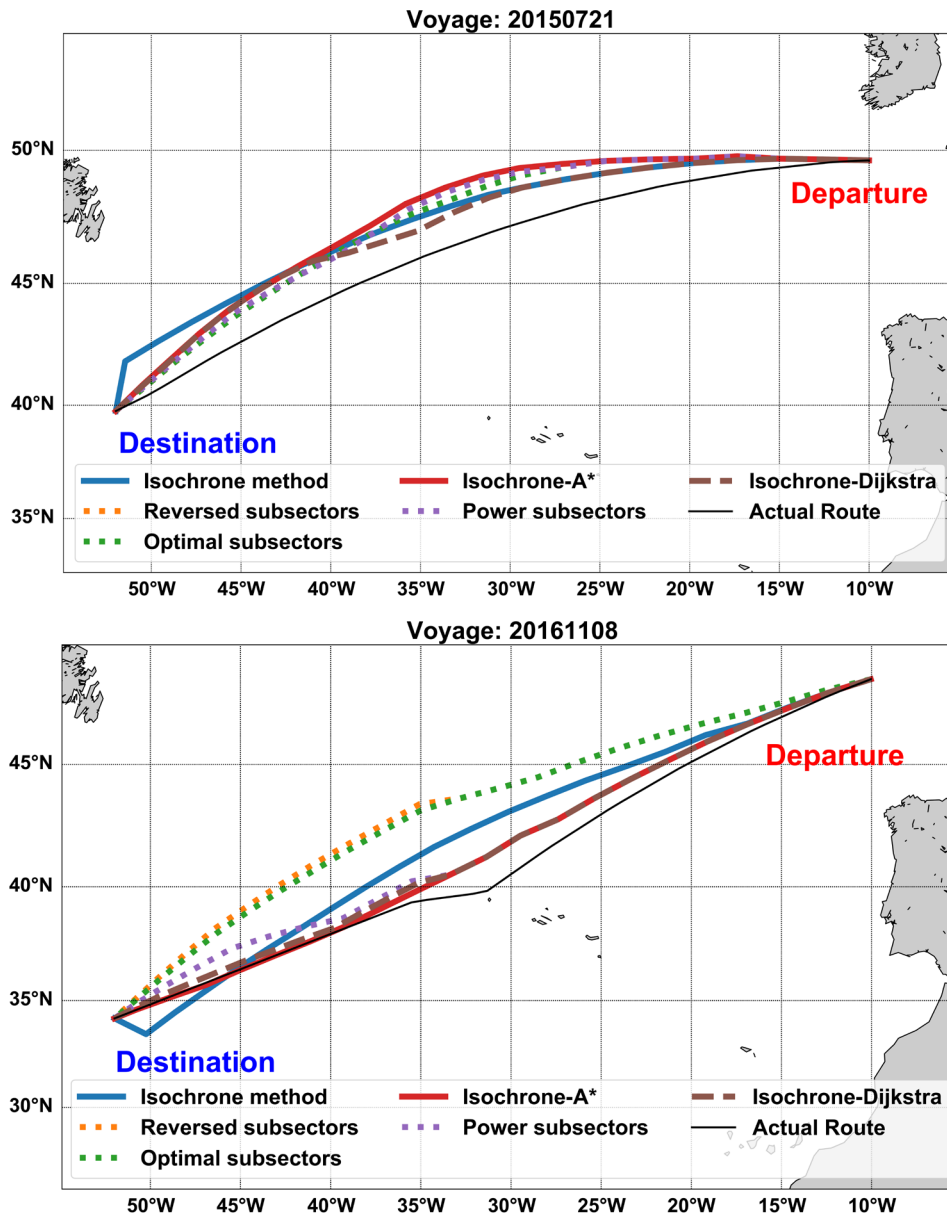 Voyage: 20150721
50°N
45°N
40°N
35°N
Departure
Destination
Isochrone method Isochrone-A* Isochrone-Dijkstra
Reversed subsectors Power subsectors Actual Route
Optimal subsectors
50°W 45°W 40°W 35°W 30°W 25°W 20°W 15°W 10°W
Voyage: 20161108
45°N
Departure
40°N
35°N
Destination
30°N
Isochrone method Isochrone-A* Isochrone-Dijkstra
Reversed subsectors Power subsectors Actual Route
Optimal subsectors
50°W 45°W 40°W 35°W 30°W 25°W 20°W 15°W 10°W